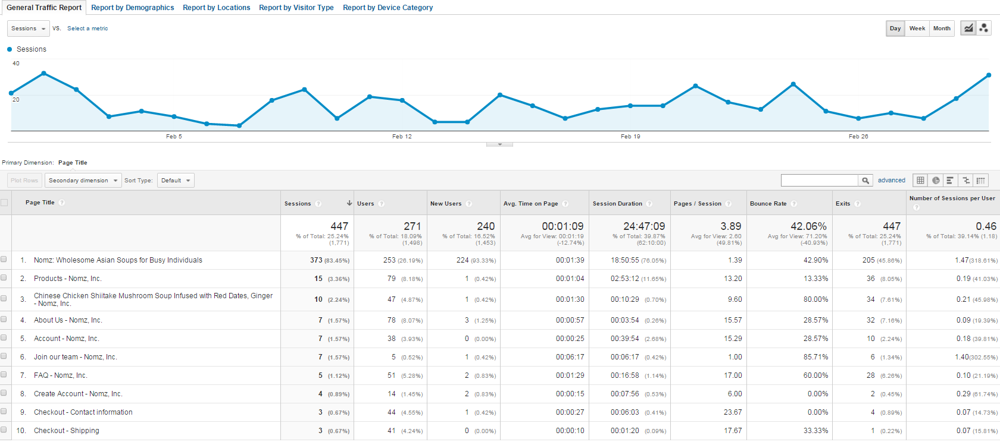 General Traffic Report Report by Demographics Report by Locations Report by Visitor Type Report by Device Category
Sessions VS. Select a metric Day Week Month
Sessions
40
20
Feb 5 Feb 12 Feb 19 Feb 26
Primary Dimension: Page Title
Plot Rows Secondary dimension Sort Type: Default advanced
Page Title ? Sessions ? Users ? New Users ? Avg. Time on Page ? Session Duration ? Pages / Session ? Bounce Rate ? Exits ? Number of Sessions per User ?
447 271 240 00:01:09 24:47:09 3.89 42.06% 447 0.46
% of Total: 25.24% % of Total: 18.09% % of Total: 16.52% Avg for View: 00:01:19 % of Total: 39.87% Avg for View: 2.60 Avg for View: 71.20% % of Total: 25.24% % of Total: 39.14% (1.18)
(1,771) (1,498) (1,453) (-12.74%) (62:10:00) (49.81%) (-40.93%) (1,771)
1. Nomz: Wholesome Asian Soups for Busy Individuals 373 (83.45%) 253 (26.19%) 224 (93.33%) 00:01:39 18:50:55 (76.05%) 1.39 42.90% 205 (45.86%) 1.47(318.61%)
2. Products - Nomz, Inc. 15 (3.36%) 79 (8.18%) 1 (0.42%) 00:01:04 02:53:12 (11.65%) 13.20 13.33% 36 (8.05%) 0.19 (41.03%)
3. Chinese Chicken Shiitake Mushroom Soup Infused with Red Dates, Ginger
- Nomz, Inc. 10 (2.24%) 47 (4.87%) 1 (0.42%) 00:01:30 00:10:29 (0.70%) 9.60 80.00% 34 (7.61%) 0.21 (45.98%)
4. About Us - Nomz, Inc. 7 (1.57%) 78 (8.07%) 3 (1.25%) 00:00:57 00:03:54 (0.26%) 15.57 28.57% 32 (7.16%) 0.09 (19.39%)
5. Account - Nomz, Inc. 7 (1.57%) 38 (3.93%) 0 (0.00%) 00:00:25 00:39:54 (2.68%) 15.29 28.57% 10 (2.24%) 0.18 (39.81%)
6. Join our team - Nomz, Inc. 7 (1.57%) 5 (0.52%) 1 (0.42%) 00:06:17 00:06:17 (0.42%) 1.00 85.71% 6 (1.34%) 1.40(302.55%)
7. FAQ - Nomz, Inc. 5 (1.12%) 51 (5.28%) 2 (0.83%) 00:01:29 00:16:58 (1.14%) 17.00 60.00% 28 (6.26%) 0.10 (21.19%)
8. Create Account - Nomz, Inc. 4 (0.89%) 14 (1.45%) 2 (0.83%) 00:00:15 00:07:56 (0.53%) 6.00 0.00% 2 (0.45%) 0.29 (61.74%)
9. Checkout - Contact information 3 (0.67%) 44 (4.55%) 1 (0.42%) 00:00:27 00:06:03 (0.41%) 23.67 0.00% 4 (0.89%) 0.07 (14.73%)
10. Checkout - Shipping 3 (0.67%) 41 (4.24%) 0 (0.00%) 00:00:10 00:01:20 (0.09%) 17.67 33.33% 1 (0.22%) 0.07 (15.81%)